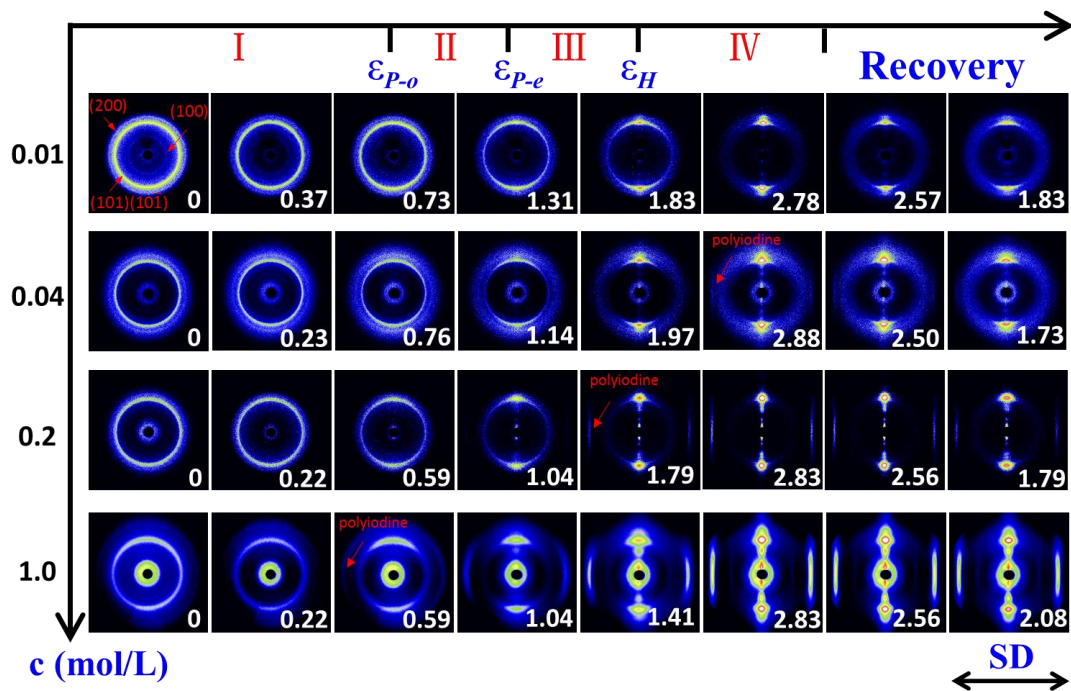 I II III IV
ε_P-o ε_P-e ε_H Recovery
(200) (100)
(101)(101)
0.01 0 0.37 0.73 1.31 1.83 2.78 2.57 1.83
polyiodine
0.04 0 0.23 0.76 1.14 1.97 2.88 2.50 1.73
polyiodine
0.2 0 0.22 0.59 1.04 1.79 2.83 2.56 1.79
polyiodine
1.0 0 0.22 0.59 1.04 1.41 2.83 2.56 2.08
c (mol/L) SD